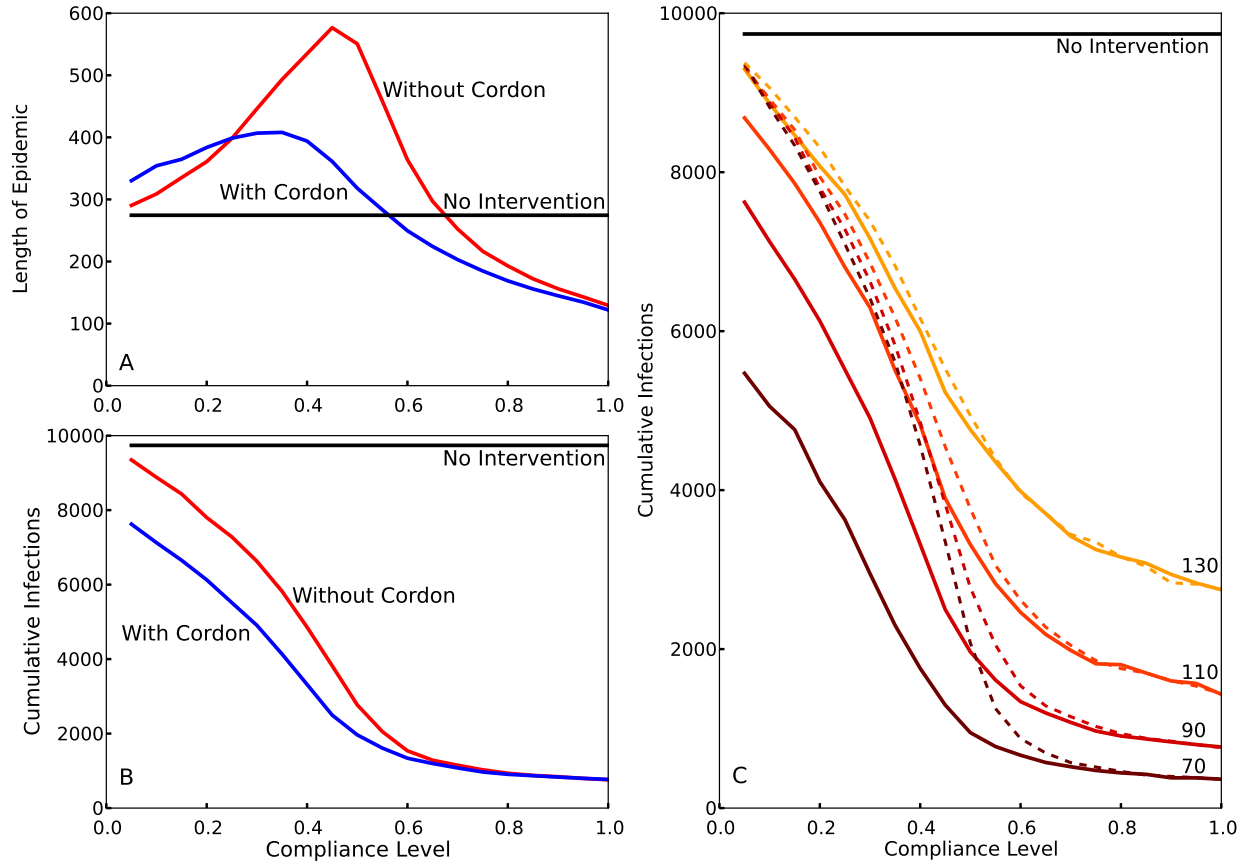 600
500
400
300
200
100
0
Length of Epidemic
Without Cordon
With Cordon
No Intervention
A
0.0 0.2 0.4 0.6 0.8 1.0
10000
8000
6000
4000
2000
0
Cumulative Infections
No Intervention
Without Cordon
With Cordon
B
0.0 0.2 0.4 0.6 0.8 1.0
Compliance Level
10000
8000
6000
4000
2000
0
Cumulative Infections
No Intervention
130
110
90
70
C
0.0 0.2 0.4 0.6 0.8 1.0
Compliance Level